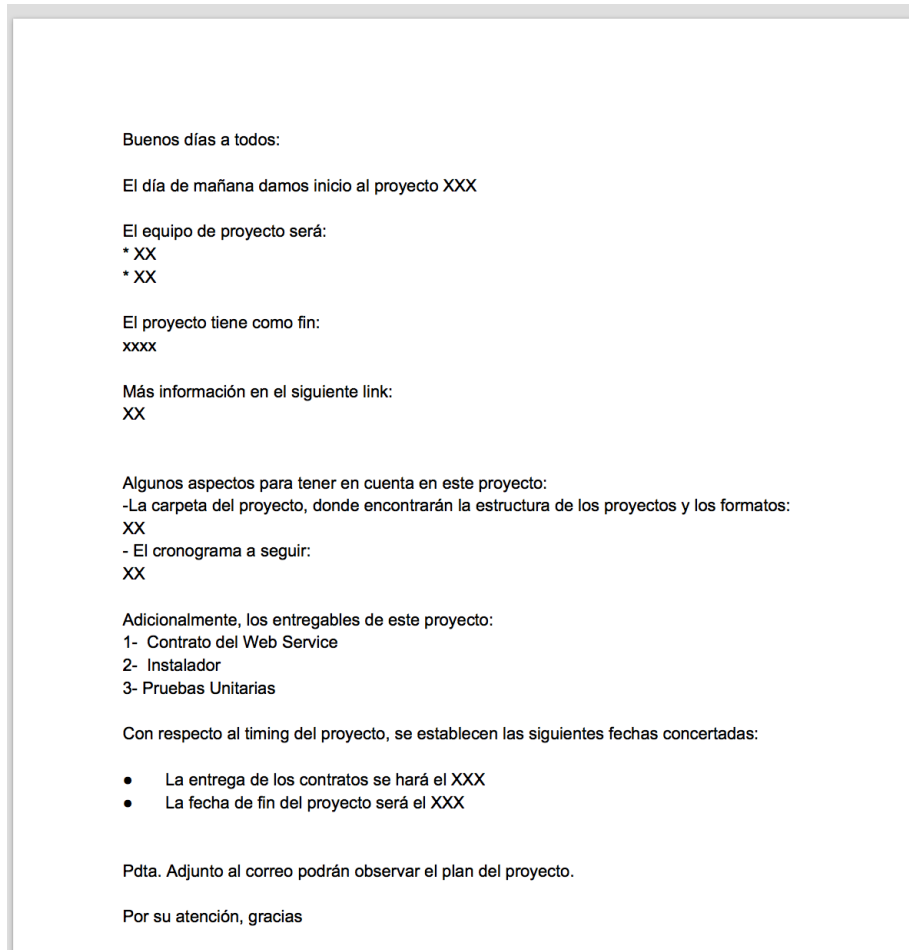 Buenos días a todos:
El día de mañana damos inicio al proyecto XXX
El equipo de proyecto será:
* XX
* XX
El proyecto tiene como fin:
xxxx
Más información en el siguiente link:
XX
Algunos aspectos para tener en cuenta en este proyecto:
-La carpeta del proyecto, donde encontrarán la estructura de los proyectos y los formatos:
XX
- El cronograma a seguir:
XX
Adicionalmente, los entregables de este proyecto:
1- Contrato del Web Service
2- Instalador
3- Pruebas Unitarias
Con respecto al timing del proyecto, se establecen las siguientes fechas concertadas:
● La entrega de los contratos se hará el XXX
● La fecha de fin del proyecto será el XXX
Pdta. Adjunto al correo podrán observar el plan del proyecto.
Por su atención, gracias